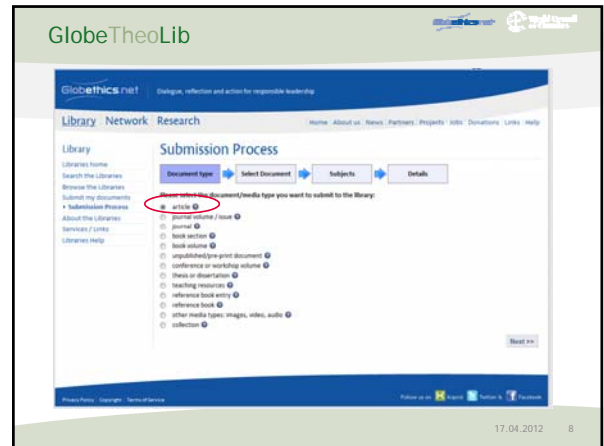 GlobeTheoLib
Globethics.net Dialogue, reflection and action for responsible leadership
Library Network Research
Home About us News Partners Projects Jobs Donations Links Help
Library
Libraries home
Search the Libraries
Browse the Libraries
Submit my documents
Submission Process
About the Libraries
Services / Links
Libraries Help
Submission Process
Document type Select Document Subjects Details
Please select the document/media type you want to submit to the library:
article
journal volume / issue
journal
book section
book volume
unpublished/pre-print document
conference or workshop volume
thesis or dissertation
teaching resources
reference book entry
reference book
other media types: images, video, audio
collection
Next >>
Privacy Policy Copyright Terms of Service
Follow us on Twitter Facebook
17.04.2012 8